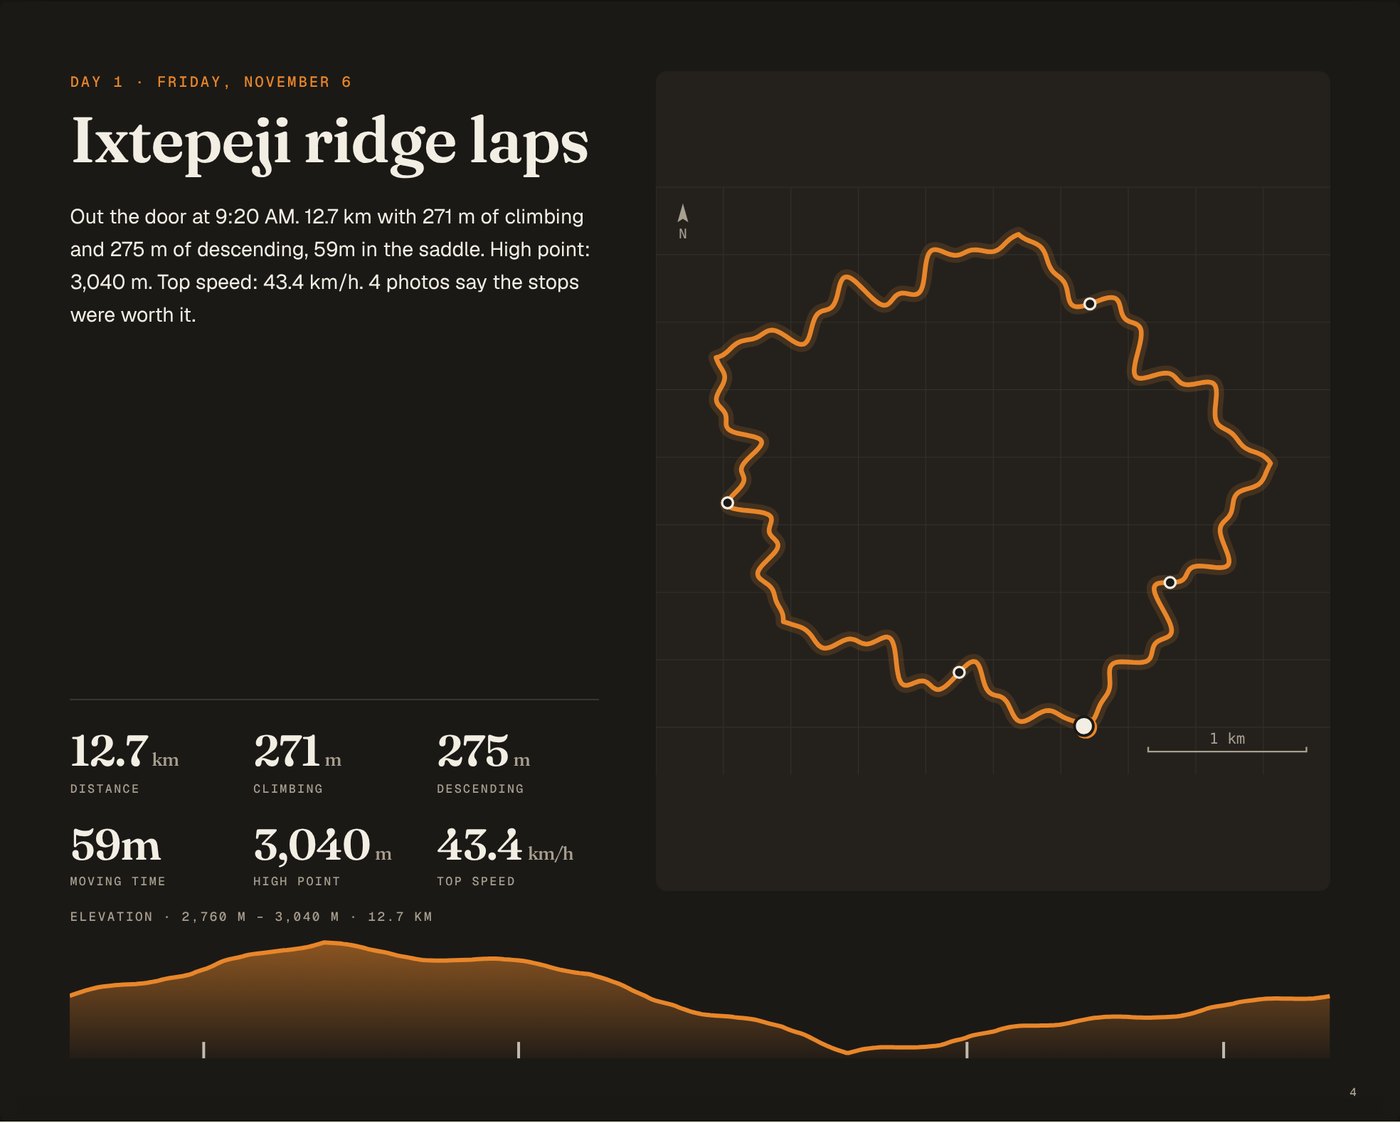 DAY 1 · FRIDAY, NOVEMBER 6
Ixtepeji ridge laps
Out the door at 9:20 AM. 12.7 km with 271 m of climbing
and 275 m of descending, 59m in the saddle. High point:
3,040 m. Top speed: 43.4 km/h. 4 photos say the stops
were worth it.
N
1 km
12.7 km
271 m
275 m
DISTANCE
CLIMBING
DESCENDING
59m
3,040 m
43.4 km/h
MOVING TIME
HIGH POINT
TOP SPEED
ELEVATION · 2,760 M – 3,040 M · 12.7 KM
4